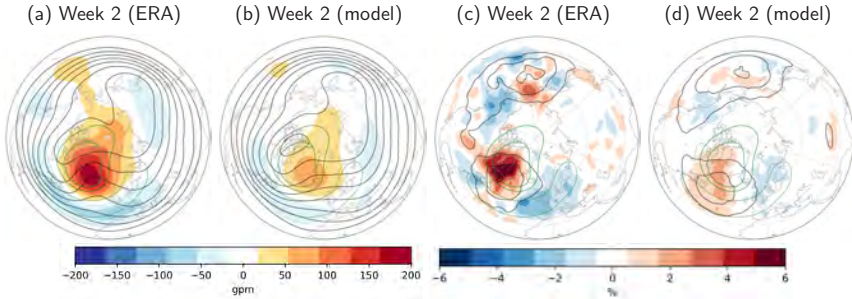 (a) Week 2 (ERA) (b) Week 2 (model) (c) Week 2 (ERA) (d) Week 2 (model)
−200 −150 −100 −50 0 50 100 150 200
gpm
−6 −4 −2 0 2 4 6
%